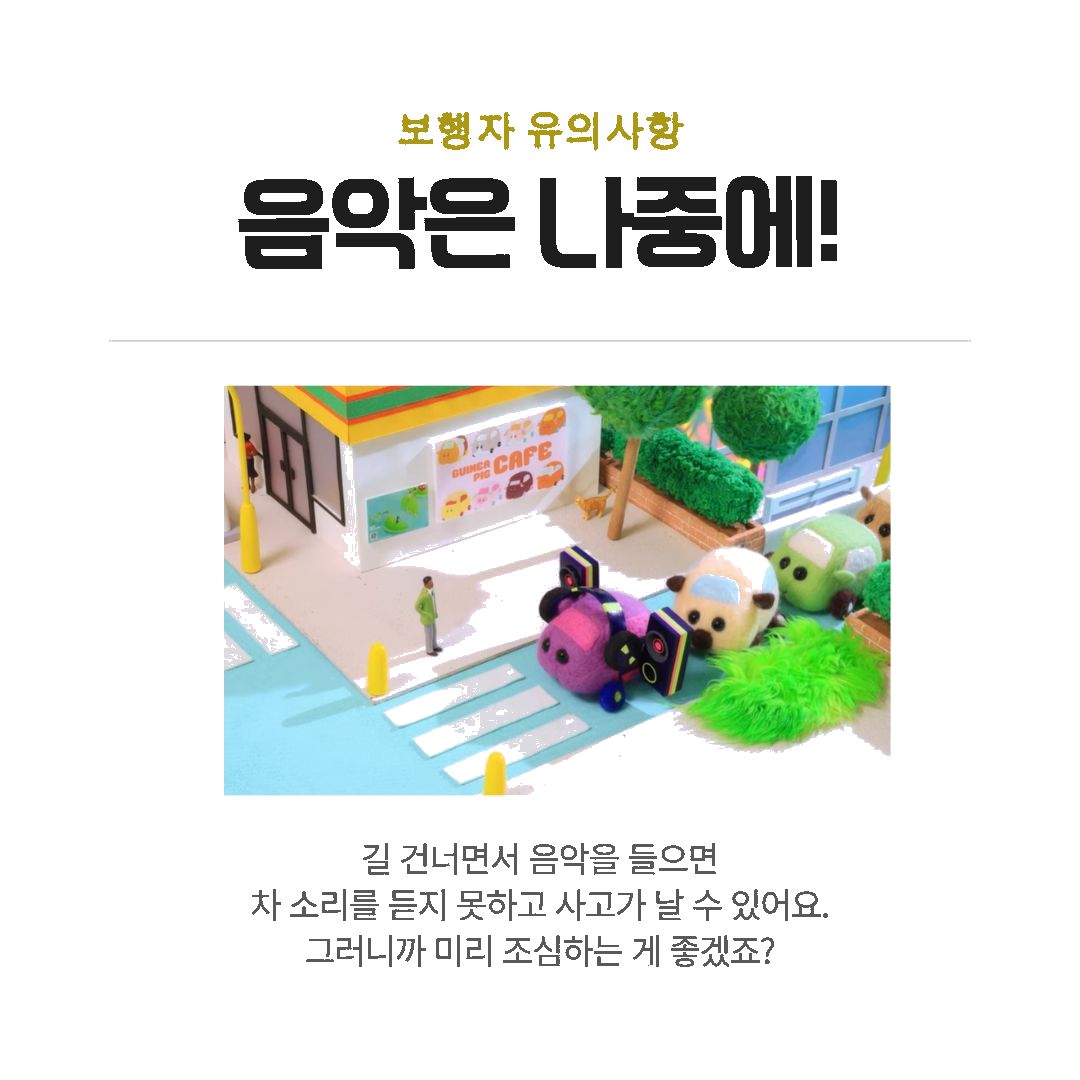 보행자 유의사항
음악은 나중에!
GUINEA
PIG CAFE
길 건너면서 음악을 들으면
차 소리를 듣지 못하고 사고가 날 수 있어요.
그러니까 미리 조심하는 게 좋겠죠?